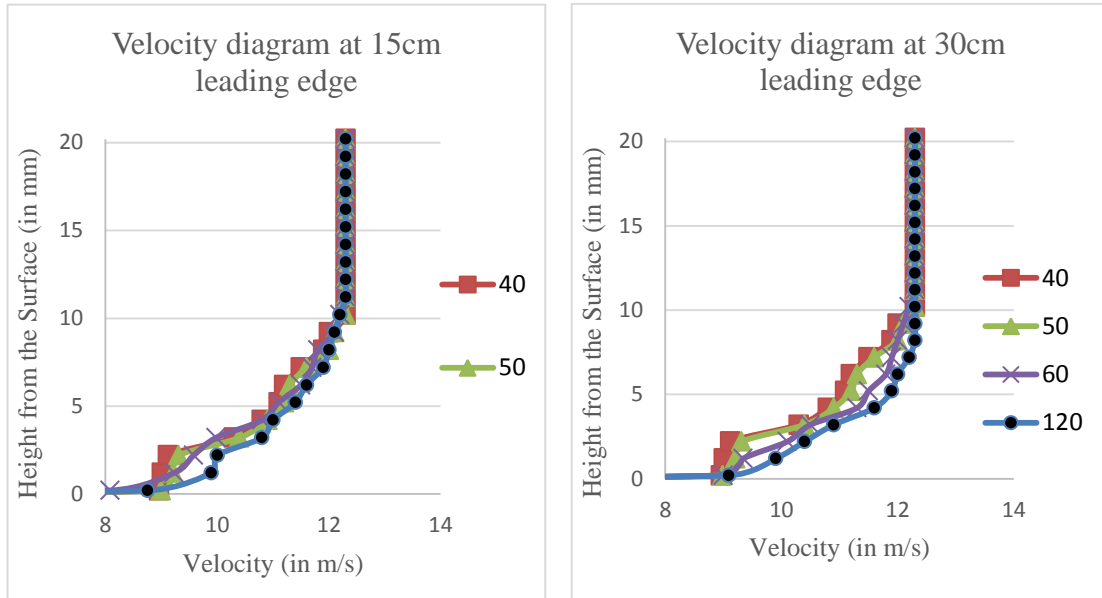 Velocity diagram at 15cm
leading edge
Height from the Surface (in mm)
20
15
10
5
0
8 10 12 14
Velocity (in m/s)
40
50
Velocity diagram at 30cm
leading edge
Height from the Surface (in mm)
20
15
10
5
0
8 10 12 14
Velocity (in m/s)
40
50
60
120